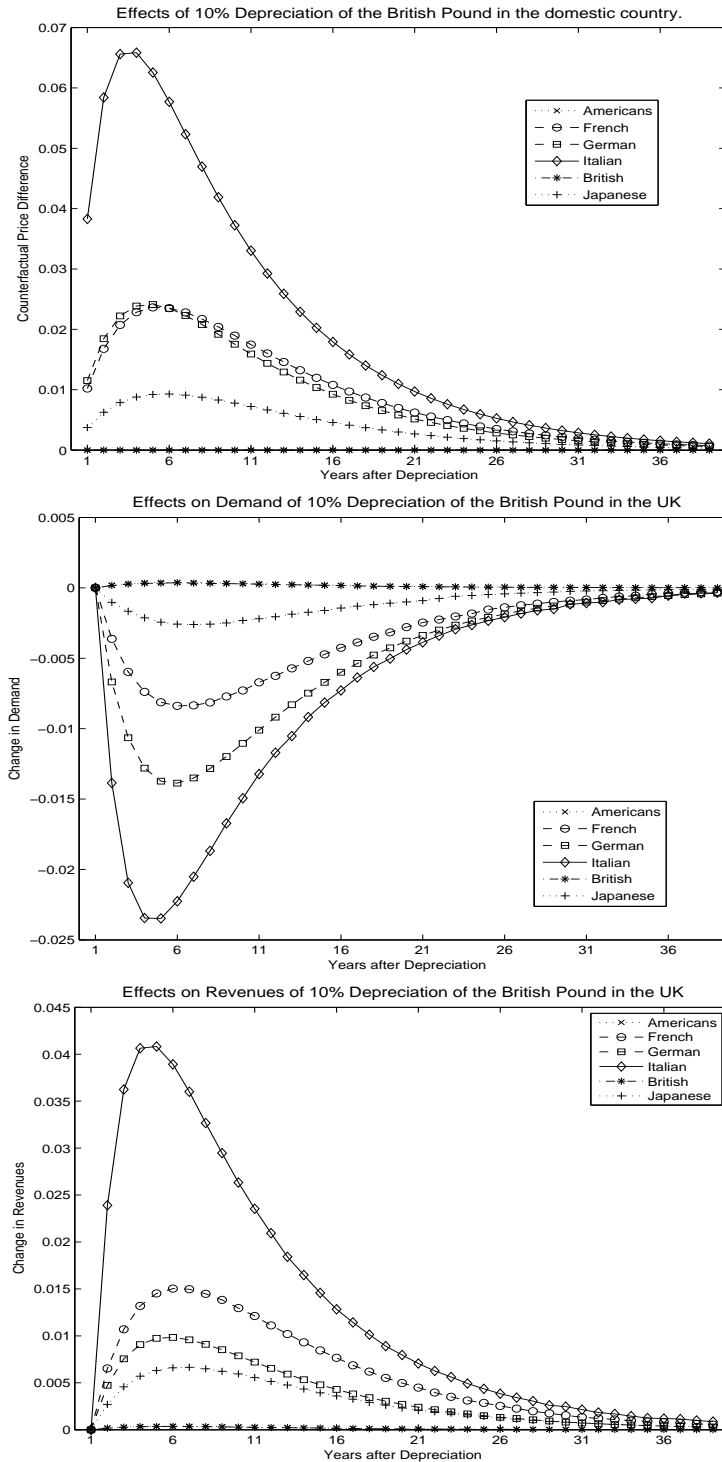 Effects of 10% Depreciation of the British Pound in the domestic country.
0.07
0.06
0.05
0.04
0.03
0.02
0.01
0
Counterfactual Price Difference
Americans
French
German
Italian
British
Japanese
1 6 11 16 21 26 31 36
Years after Depreciation
Effects on Demand of 10% Depreciation of the British Pound in the UK
0.005
0
−0.005
−0.01
−0.015
−0.02
−0.025
Change in Demand
Americans
French
German
Italian
British
Japanese
1 6 11 16 21 26 31 36
Years after Depreciation
Effects on Revenues of 10% Depreciation of the British Pound in the UK
0.045
0.04
0.035
0.03
0.025
0.02
0.015
0.01
0.005
0
Change in Revenues
Americans
French
German
Italian
British
Japanese
1 6 11 16 21 26 31 36
Years after Depreciation